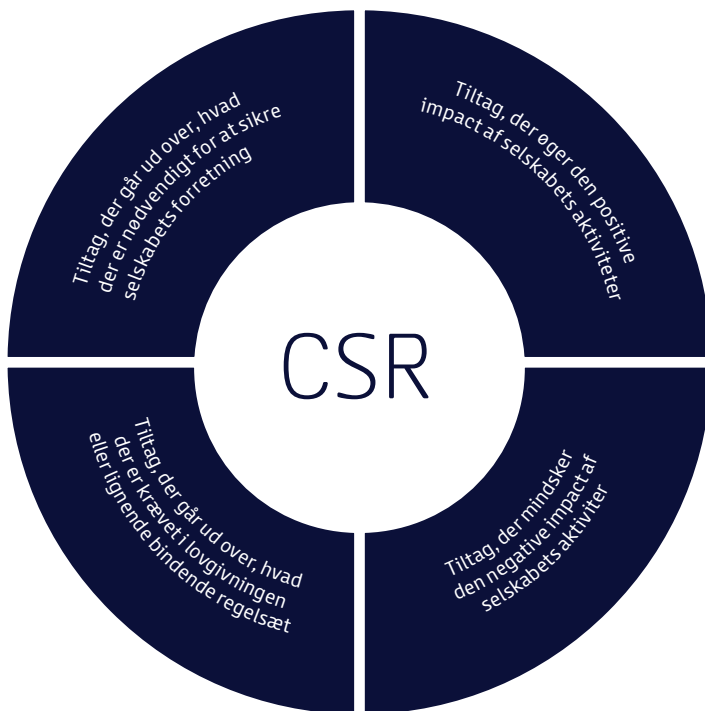 Tiltag, der går ud over, hvad
der er nødvendigt for at sikre
selskabets forretning
Tiltag, der øger den positive
impact af selskabets aktiviteter
CSR
Tiltag, der går ud over, hvad
der er krævet i lovgivningen
eller lignende bindende regelsæt
Tiltag, der mindsker
den negative impact af
selskabets aktiviter